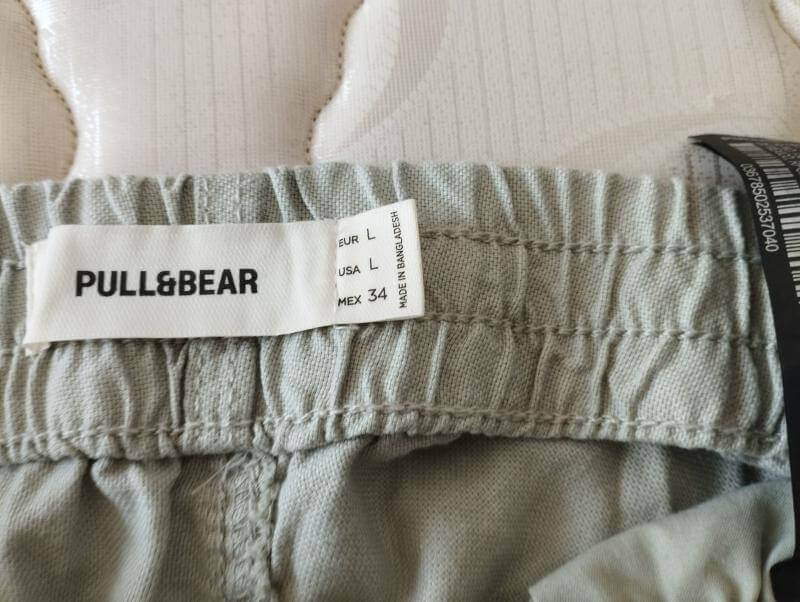 PULL&BEAR
EUR L
USA L
MEX 34
MADE IN BANGLADESH
03678502537040